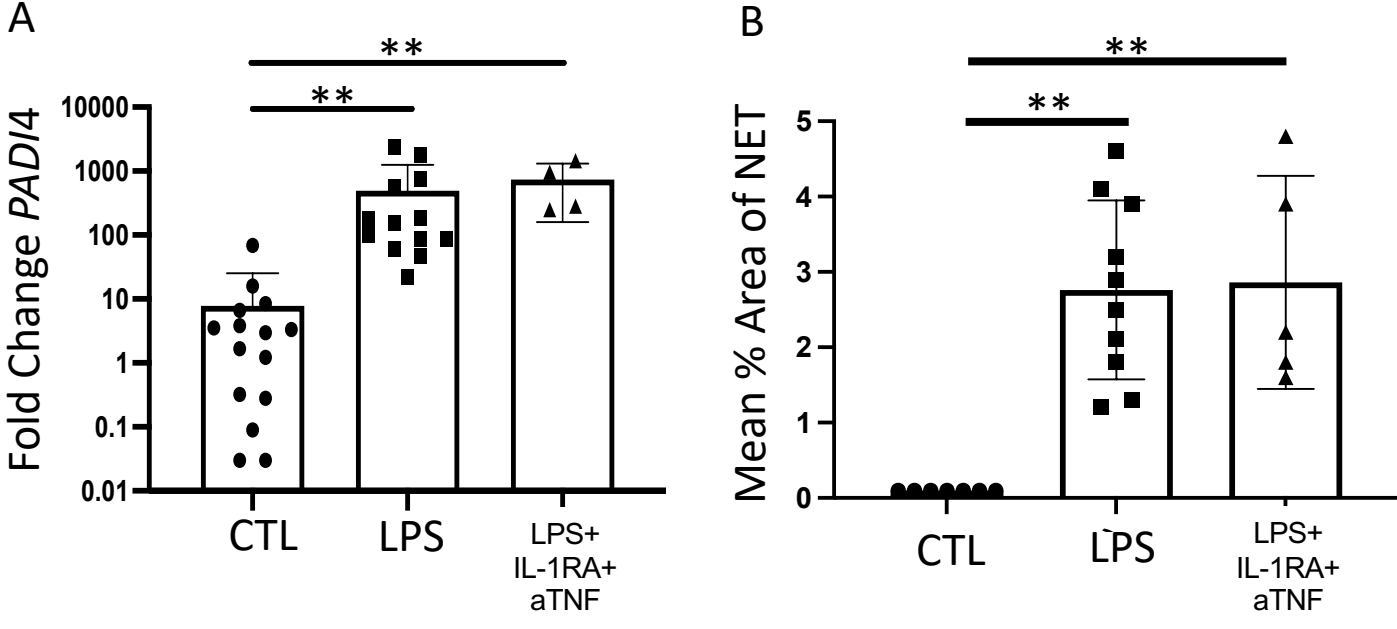 A
**
**
Fold Change PADI4
10000
1000
100
10
1
0.1
0.01
CTL
LPS
LPS+
IL-1RA+
aTNF
B
**
**
Mean % Area of NET
5
4
3
2
1
0
CTL
L`PS
LPS+
IL-1RA+
aTNF